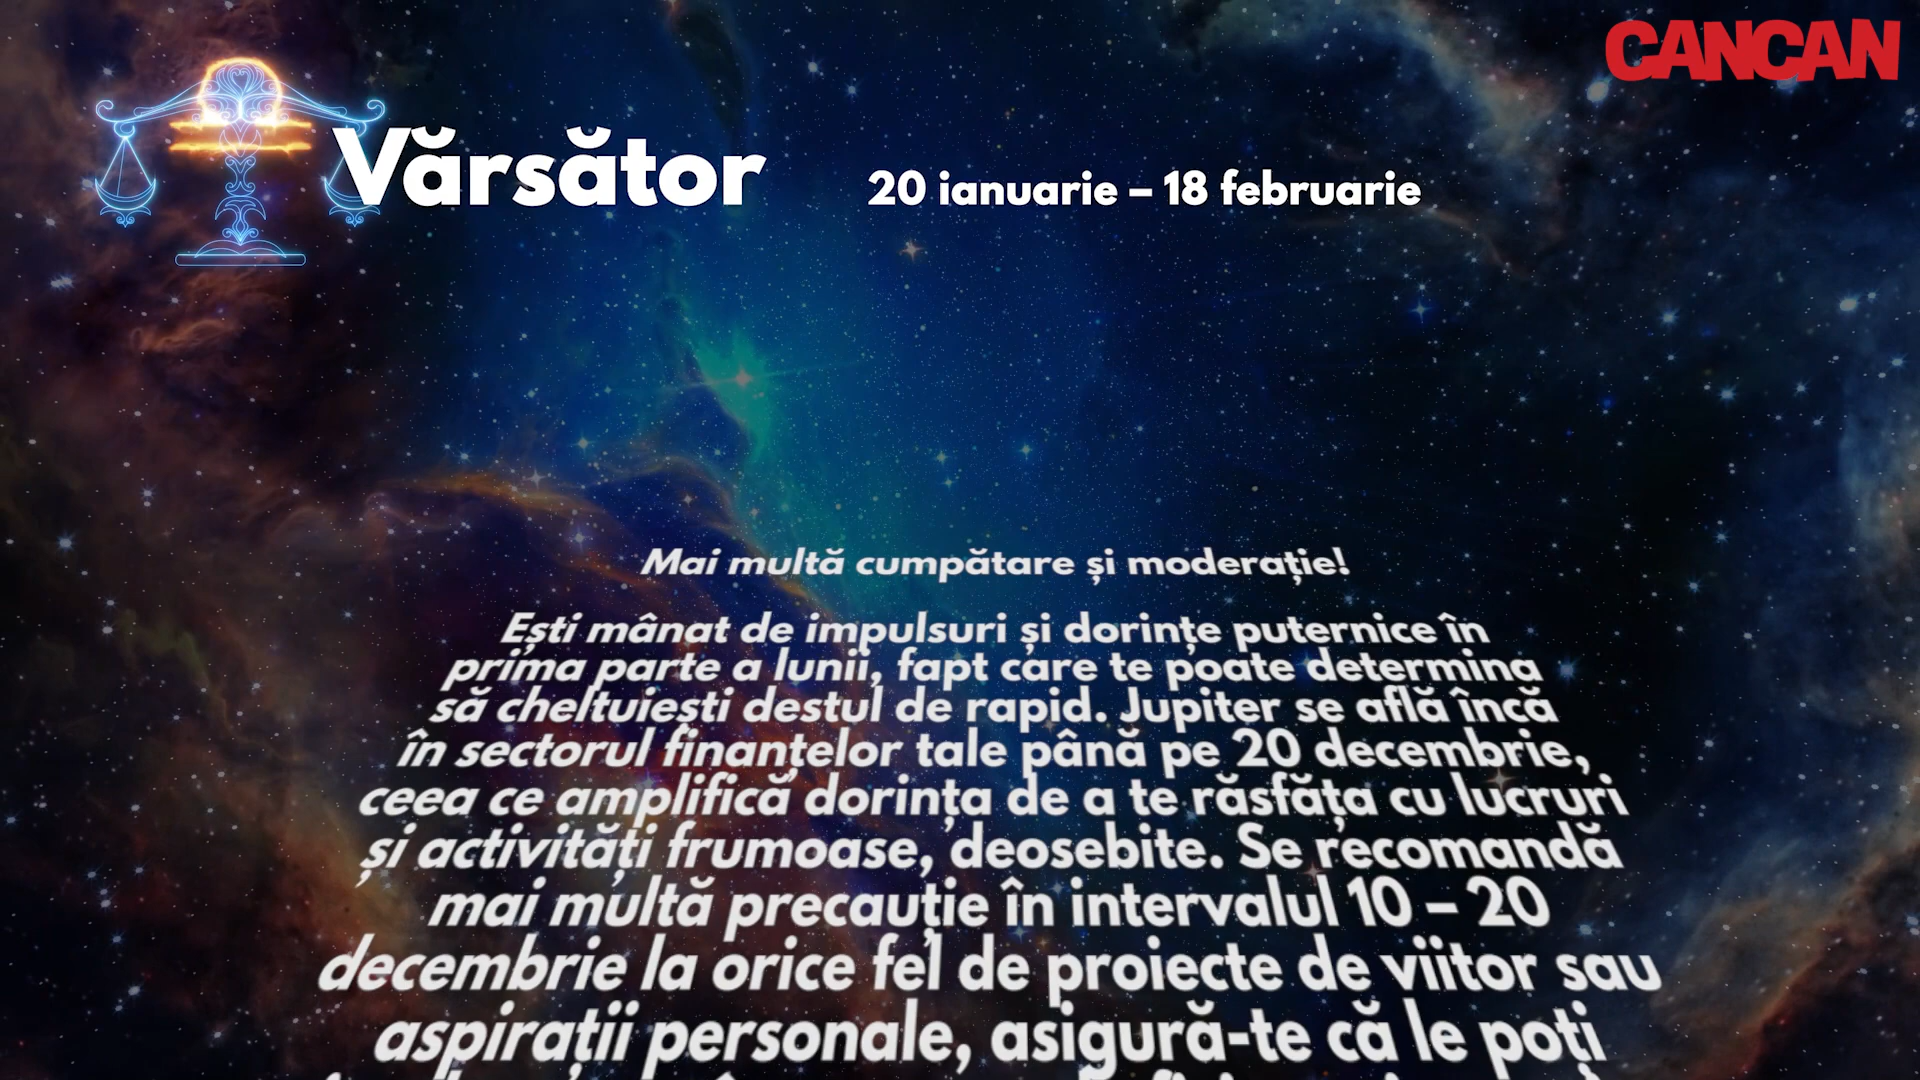 CANCAN
Vărsător
20 ianuarie – 18 februarie
Mai multă cumpătare și moderație!
Ești mânat de impulsuri și dorințe puternice în
prima parte a lunii, fapt care te poate determina
să cheltuiești destul de rapid. Jupiter se află încă
în sectorul finanțelor tale până pe 20 decembrie,
ceea ce amplifică dorința de a te răsfăța cu lucruri
și activități frumoase, deosebite. Se recomandă
mai multă precauție în intervalul 10 – 20
decembrie la orice fel de proiecte de viitor sau
aspirații personale, asigură-te că le poți